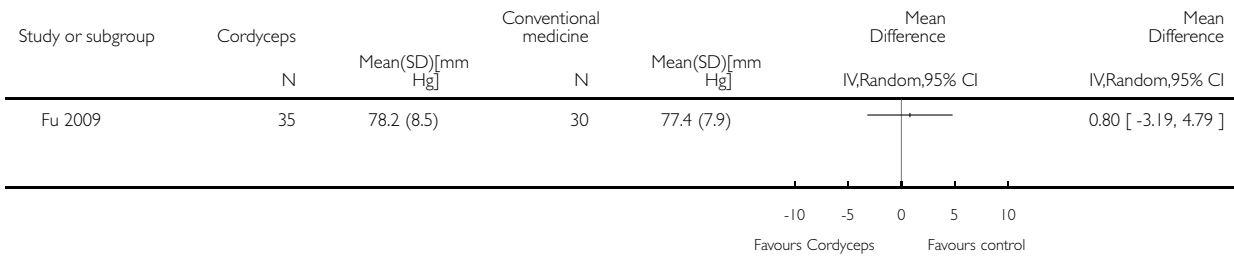 Study or subgroup Cordyceps Conventional medicine Mean Difference Mean Difference
N Mean(SD)[mm Hg] N Mean(SD)[mm Hg] IV,Random,95% CI IV,Random,95% CI
Fu 2009 35 78.2 (8.5) 30 77.4 (7.9) 0.80 [ -3.19, 4.79 ]
-10 -5 0 5 10
Favours Cordyceps Favours control